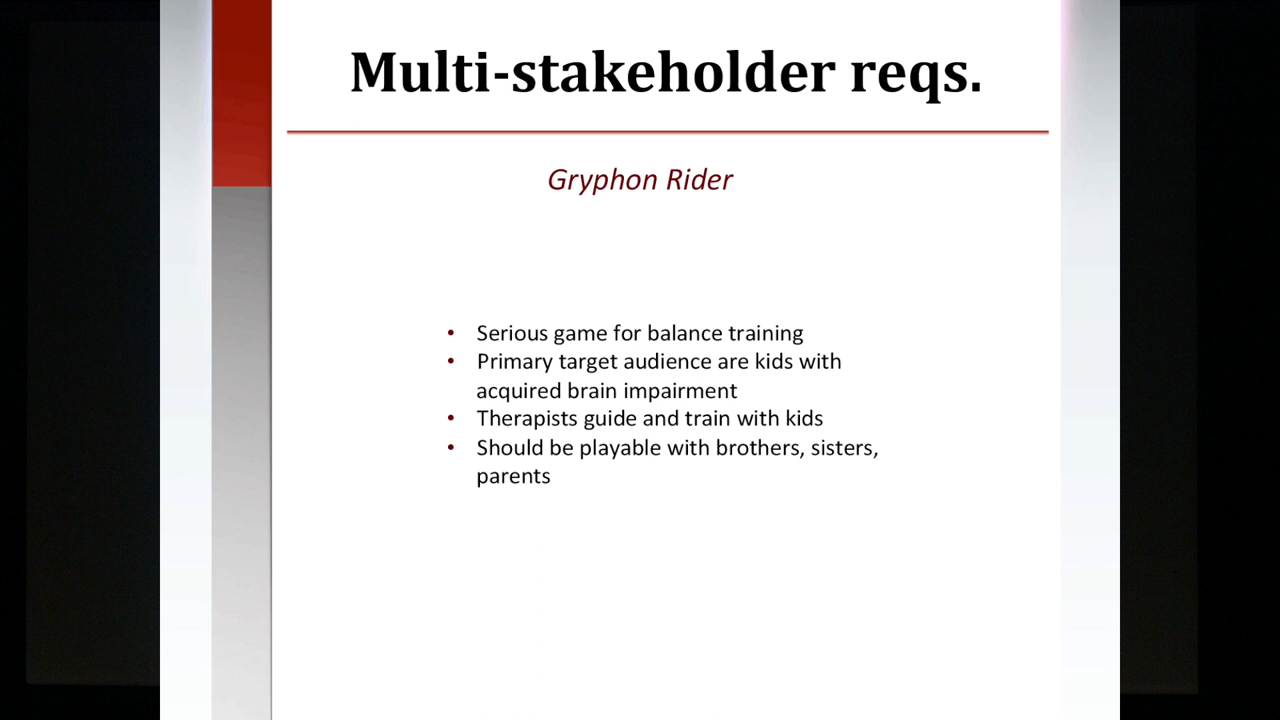 Multi-stakeholder reqs.
Gryphon Rider
• Serious game for balance training
• Primary target audience are kids with
acquired brain impairment
• Therapists guide and train with kids
• Should be playable with brothers, sisters,
parents